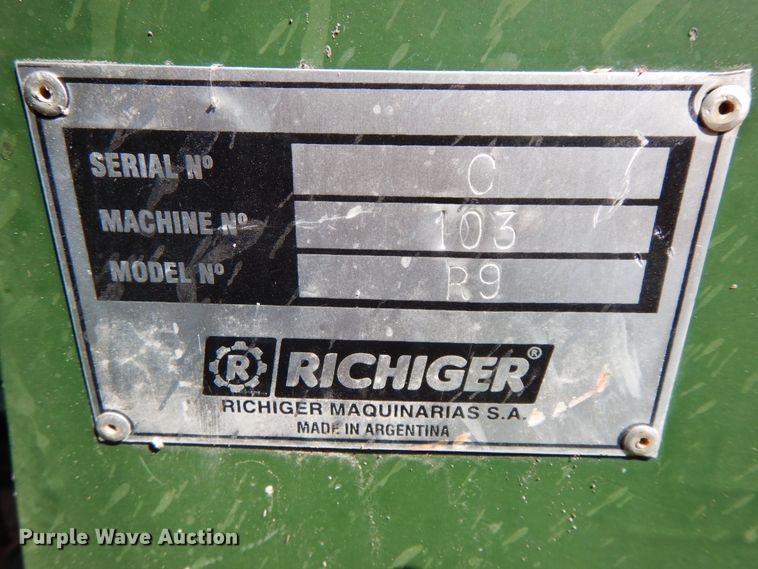 SERIAL Nº O
MACHINE Nº 103
MODEL Nº R9
R RICHIGER ®
RICHIGER MAQUINARIAS S.A.
MADE IN ARGENTINA
Purple Wave Auction